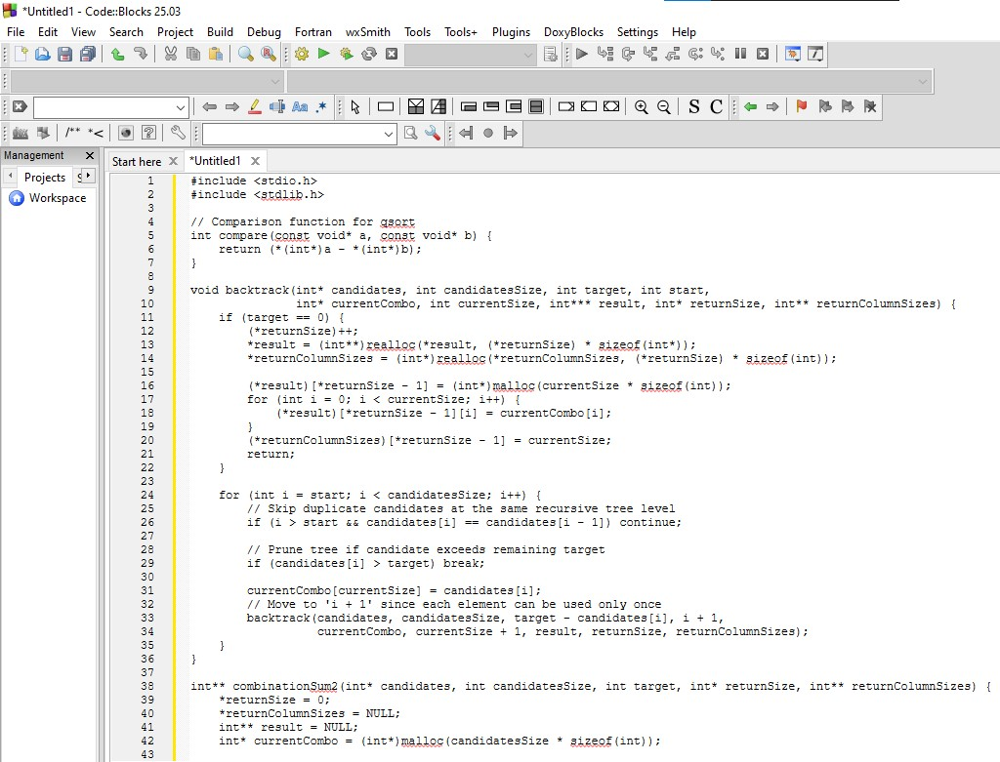 *Untitled1 - Code::Blocks 25.03
File Edit View Search Project Build Debug Fortran wxSmith Tools Tools+ Plugins DoxyBlocks Settings Help
Aa .* S C
/** *<
Management
Start here *Untitled1
Projects
Workspace
1 #include <stdio.h>
2 #include <stdlib.h>
3
4 // Comparison function for qsort
5 int compare(const void* a, const void* b) {
6     return (*(int*)a - *(int*)b);
7 }
8
9 void backtrack(int* candidates, int candidatesSize, int target, int start,
10                int* currentCombo, int currentSize, int*** result, int* returnSize, int** returnColumnSizes) {
11     if (target == 0) {
12         (*returnSize)++;
13         *result = (int**)realloc(*result, (*returnSize) * sizeof(int*));
14         *returnColumnSizes = (int*)realloc(*returnColumnSizes, (*returnSize) * sizeof(int));
15
16         (*result)[*returnSize - 1] = (int*)malloc(currentSize * sizeof(int));
17         for (int i = 0; i < currentSize; i++) {
18             (*result)[*returnSize - 1][i] = currentCombo[i];
19         }
20         (*returnColumnSizes)[*returnSize - 1] = currentSize;
21         return;
22     }
23
24     for (int i = start; i < candidatesSize; i++) {
25         // Skip duplicate candidates at the same recursive tree level
26         if (i > start && candidates[i] == candidates[i - 1]) continue;
27
28         // Prune tree if candidate exceeds remaining target
29         if (candidates[i] > target) break;
30
31         currentCombo[currentSize] = candidates[i];
32         // Move to 'i + 1' since each element can be used only once
33         backtrack(candidates, candidatesSize, target - candidates[i], i + 1,
34                   currentCombo, currentSize + 1, result, returnSize, returnColumnSizes);
35     }
36 }
37
38 int** combinationSum2(int* candidates, int candidatesSize, int target, int* returnSize, int** returnColumnSizes) {
39     *returnSize = 0;
40     *returnColumnSizes = NULL;
41     int** result = NULL;
42     int* currentCombo = (int*)malloc(candidatesSize * sizeof(int));
43